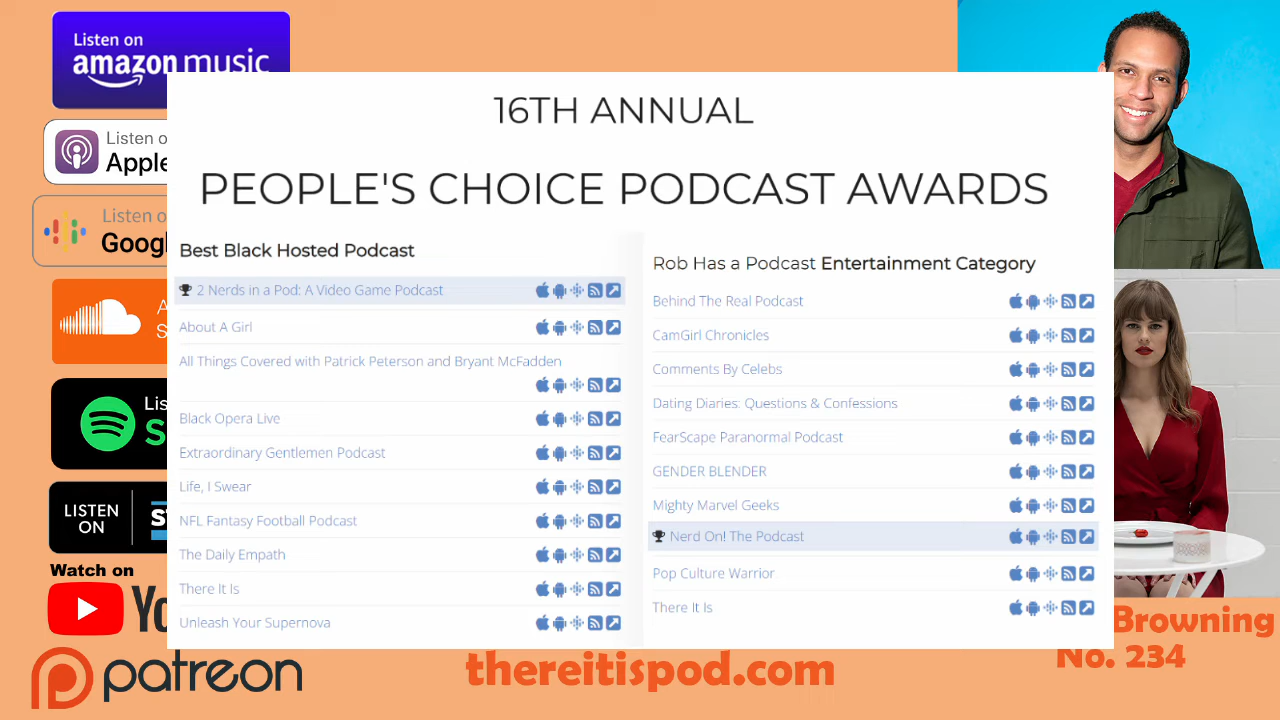 Listen on
amazon music
Listen o
Apple
Listen o
Googl
A
S
Lis
S
LISTEN
ON
ST
Watch on
YO
patreon
16TH ANNUAL
PEOPLE'S CHOICE PODCAST AWARDS
Best Black Hosted Podcast
2 Nerds in a Pod: A Video Game Podcast
About A Girl
All Things Covered with Patrick Peterson and Bryant McFadden
Black Opera Live
Extraordinary Gentlemen Podcast
Life, I Swear
NFL Fantasy Football Podcast
The Daily Empath
There It Is
Unleash Your Supernova
Rob Has a Podcast Entertainment Category
Behind The Real Podcast
CamGirl Chronicles
Comments By Celebs
Dating Diaries: Questions & Confessions
FearScape Paranormal Podcast
GENDER BLENDER
Mighty Marvel Geeks
Nerd On! The Podcast
Pop Culture Warrior
There It Is
thereitispod.com
Browning
No. 234